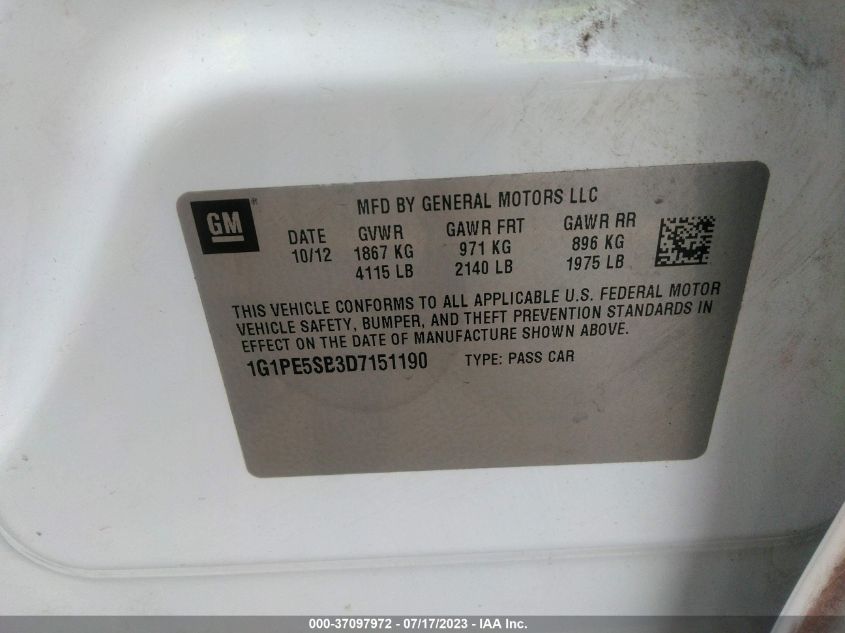 GM
MFD BY GENERAL MOTORS LLC
DATE GVWR GAWR FRT GAWR RR
10/12 1867 KG 971 KG 896 KG
4115 LB 2140 LB 1975 LB
THIS VEHICLE CONFORMS TO ALL APPLICABLE U.S. FEDERAL MOTOR
VEHICLE SAFETY, BUMPER, AND THEFT PREVENTION STANDARDS IN
EFFECT ON THE DATE OF MANUFACTURE SHOWN ABOVE.
1G1PE5SB3D7151190 TYPE: PASS CAR
000-37097972 / 07/17/2023 - IAA Inc.